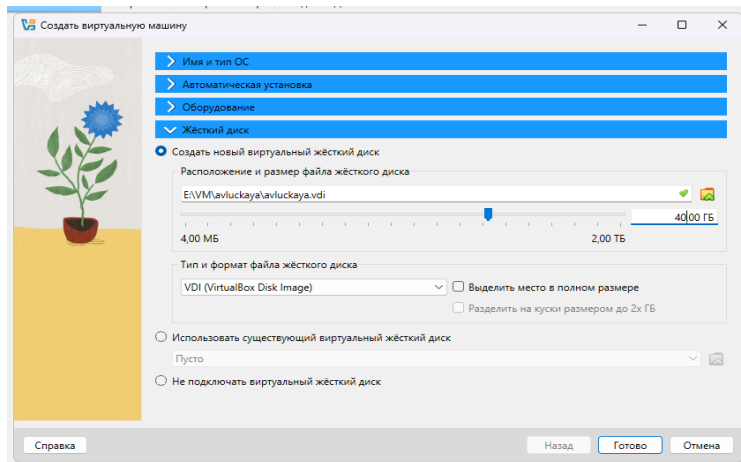 Создать виртуальную машину
Имя и тип ОС
Автоматическая установка
Оборудование
Жёсткий диск
Создать новый виртуальный жёсткий диск
Расположение и размер файла жёсткого диска
E:\VM\avluckaya\avluckaya.vdi
40,00 ГБ
4,00 МБ
2,00 ТБ
Тип и формат файла жёсткого диска
VDI (VirtualBox Disk Image)
Выделить место в полном размере
Разделить на куски размером до 2х ГБ
Использовать существующий виртуальный жёсткий диск
Пусто
Не подключать виртуальный жёсткий диск
Справка
Назад
Готово
Отмена